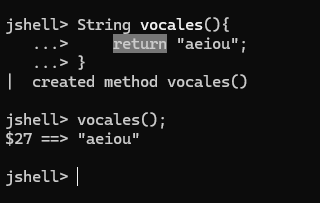 jshell> String vocales(){
   ...>     return "aeiou";
   ...> }
|  created method vocales()
jshell> vocales();
$27 ==> "aeiou"
jshell>